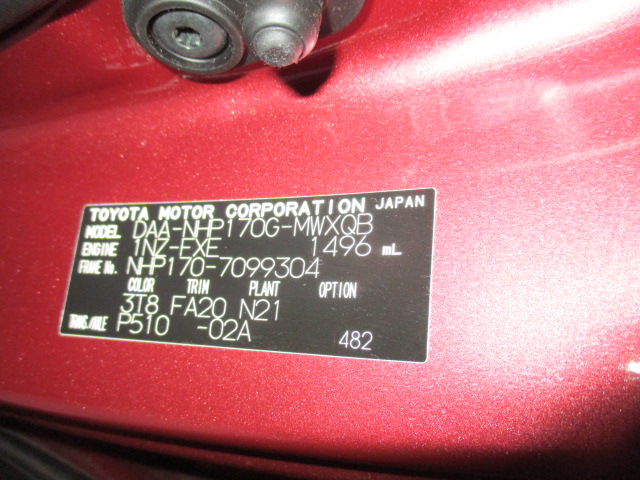 TOYOTA MOTOR CORPORATION JAPAN
MODEL DAA-NHP170G-MWXQB
ENGINE 1NZ-FXE 1496 mL
FRAME No. NHP170-7099304
COLOR TRIM PLANT OPTION
3T8 FA20 N21
TRANS/AXLE P510 -02A
482